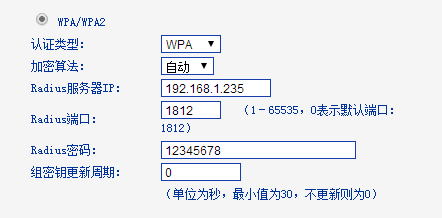 WPA/WPA2
认证类型: WPA
加密算法: 自动
Radius服务器IP: 192.168.1.235
Radius端口: 1812 (1-65535, 0表示默认端口:
1812)
Radius密码: 12345678
组密钥更新周期: 0
(单位为秒, 最小值为30, 不更新则为0)